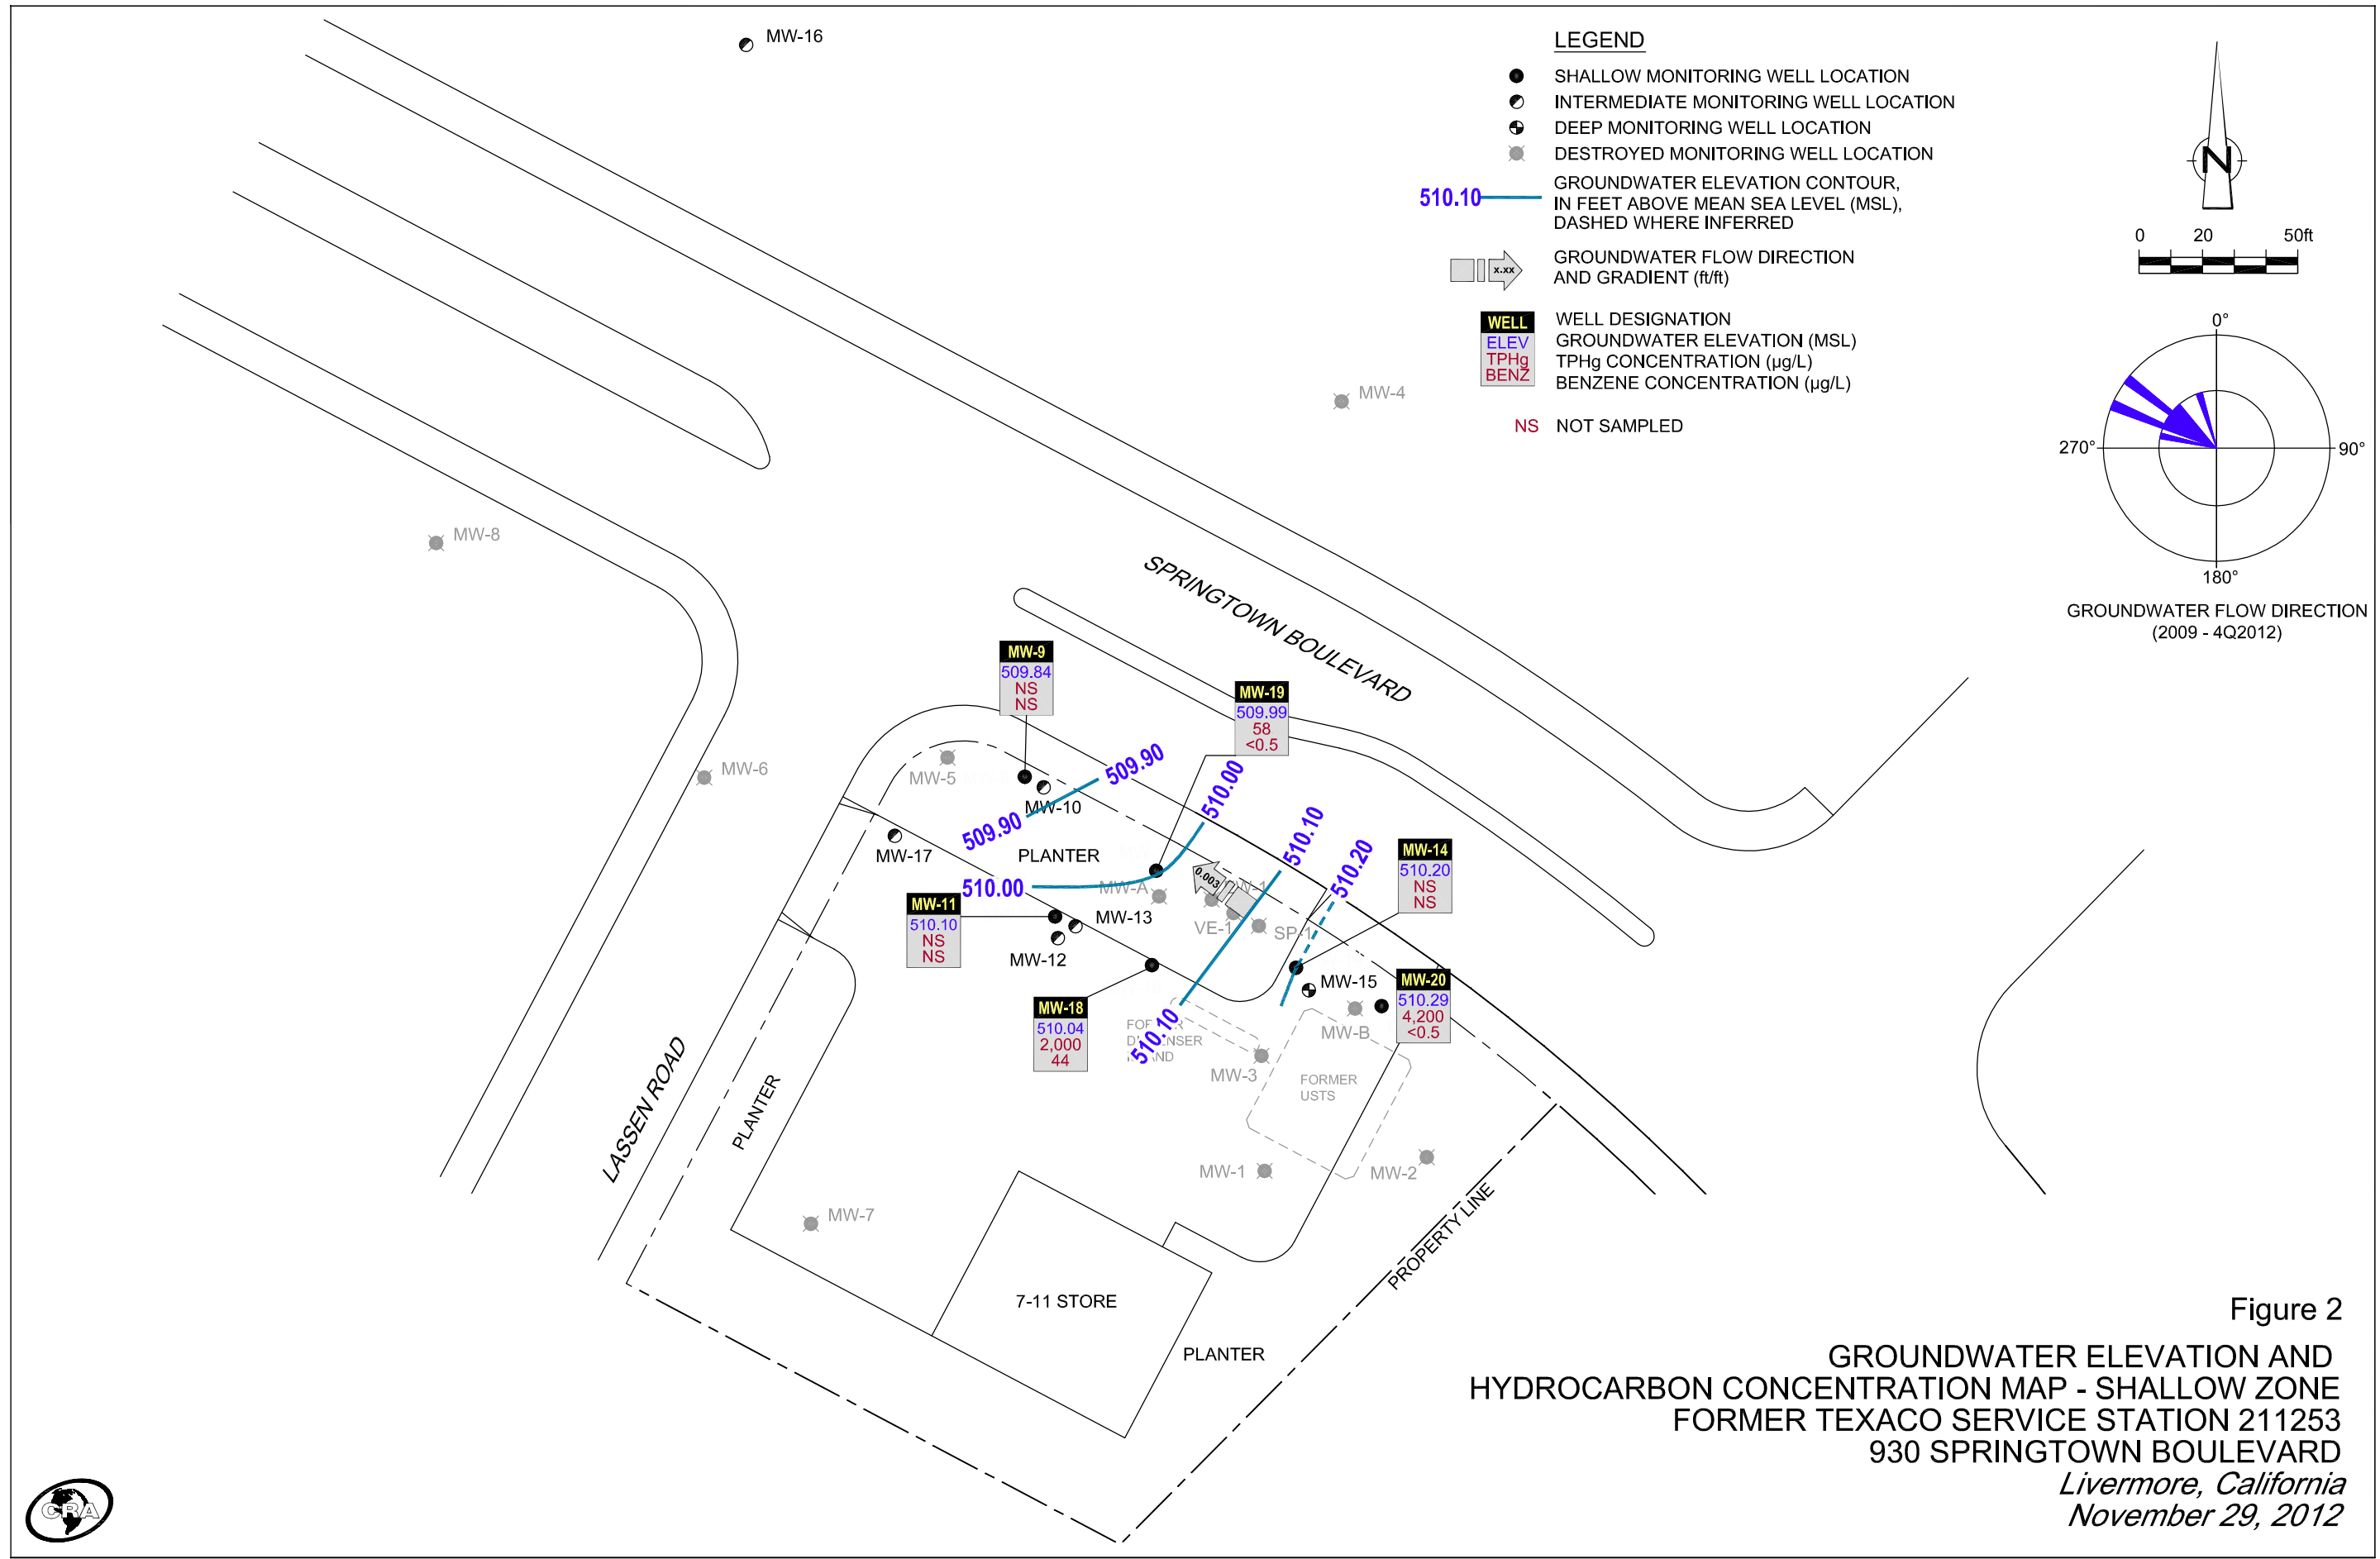 MW-16
LEGEND
SHALLOW MONITORING WELL LOCATION
INTERMEDIATE MONITORING WELL LOCATION
DEEP MONITORING WELL LOCATION
DESTROYED MONITORING WELL LOCATION
510.10
GROUNDWATER ELEVATION CONTOUR,
IN FEET ABOVE MEAN SEA LEVEL (MSL),
DASHED WHERE INFERRED
x.xx
GROUNDWATER FLOW DIRECTION
AND GRADIENT (ft/ft)
WELL
ELEV
TPHg
BENZ
WELL DESIGNATION
GROUNDWATER ELEVATION (MSL)
TPHg CONCENTRATION (µg/L)
BENZENE CONCENTRATION (µg/L)
NS NOT SAMPLED
N
0 20 50ft
0°
270°
90°
180°
GROUNDWATER FLOW DIRECTION
(2009 - 4Q2012)
MW-4
MW-8
SPRINGTOWN BOULEVARD
MW-9
509.84
NS
NS
MW-19
509.99
58
<0.5
MW-6
MW-5
MW-10
509.90
509.90
510.00
510.10
510.20
MW-17
PLANTER
MW-14
510.20
NS
NS
510.00
MW-A
0.003
MW-11
510.10
NS
NS
MW-13
VE-1
SP-1
MW-12
MW-15
MW-20
510.29
4,200
<0.5
MW-18
510.04
2,000
44
510.10
MW-B
MW-3
FORMER
USTS
LASSEN ROAD
PLANTER
MW-1
MW-2
MW-7
PROPERTY LINE
7-11 STORE
PLANTER
Figure 2
GROUNDWATER ELEVATION AND
HYDROCARBON CONCENTRATION MAP - SHALLOW ZONE
FORMER TEXACO SERVICE STATION 211253
930 SPRINGTOWN BOULEVARD
Livermore, California
November 29, 2012
CRA